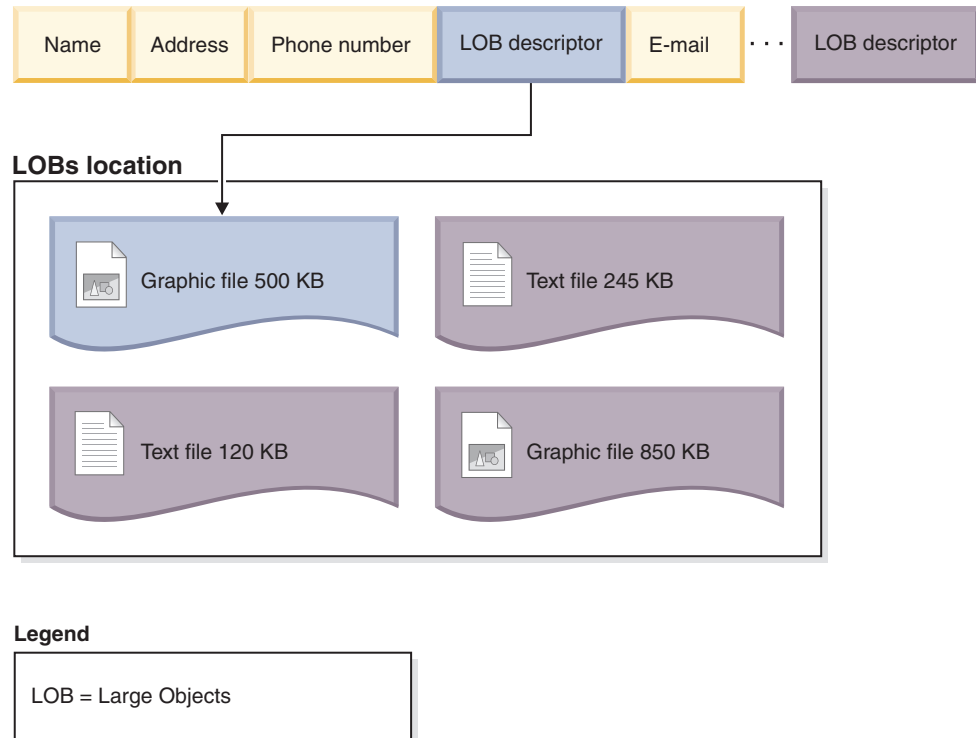 Name Address Phone number LOB descriptor E-mail . . . LOB descriptor
LOBs location
Graphic file 500 KB Text file 245 KB
Text file 120 KB Graphic file 850 KB
Legend
LOB = Large Objects